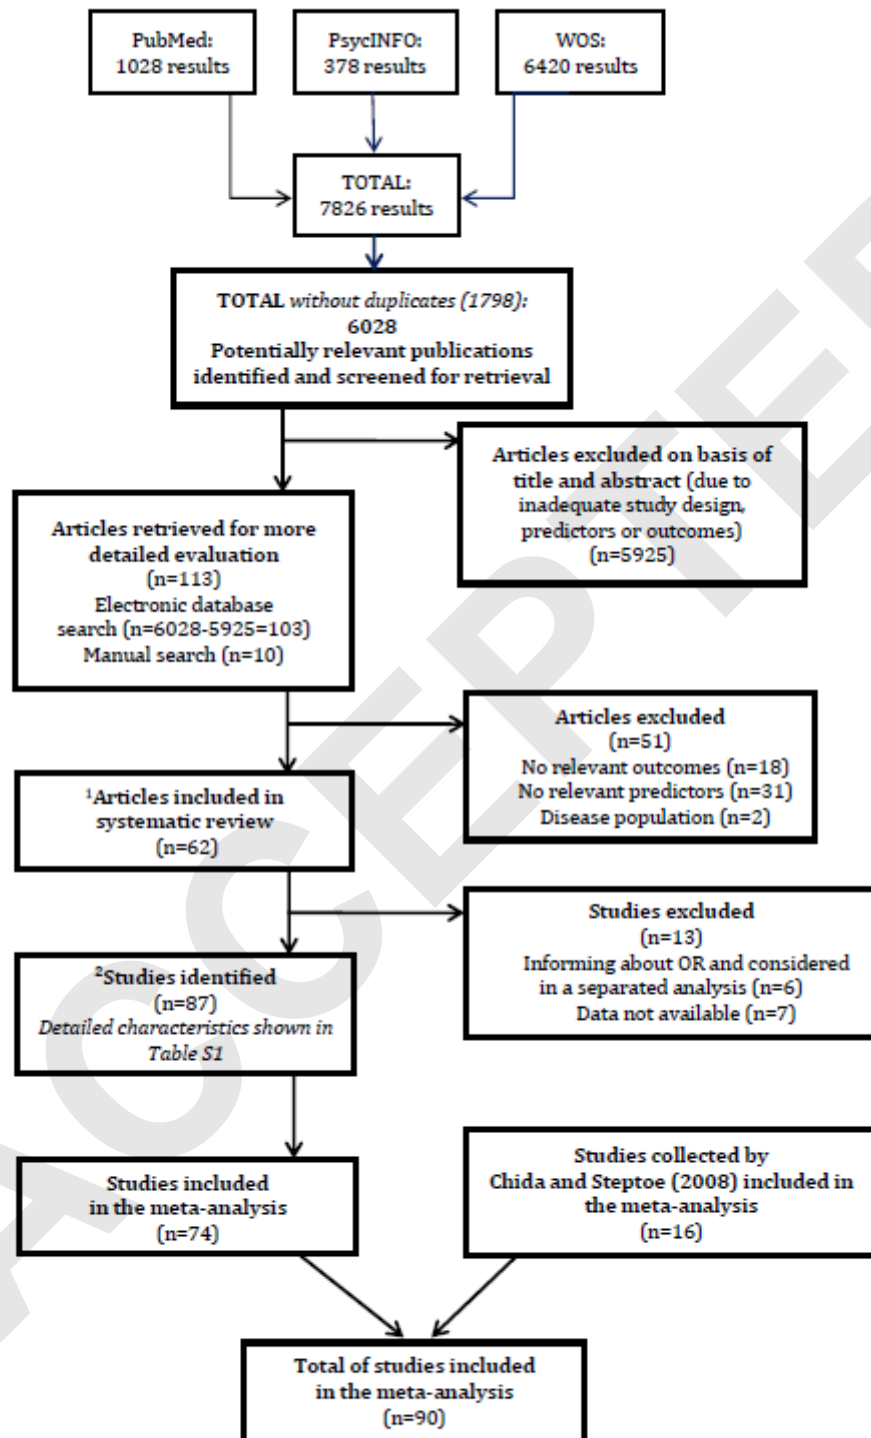 PubMed:
1028 results
PsycINFO:
378 results
WOS:
6420 results
TOTAL:
7826 results
TOTAL without duplicates (1798):
6028
Potentially relevant publications
identified and screened for retrieval
Articles excluded on basis of
title and abstract (due to
inadequate study design,
predictors or outcomes)
(n=5925)
Articles retrieved for more
detailed evaluation
(n=113)
Electronic database
search (n=6028-5925=103)
Manual search (n=10)
Articles excluded
(n=51)
No relevant outcomes (n=18)
No relevant predictors (n=31)
Disease population (n=2)
¹Articles included in
systematic review
(n=62)
Studies excluded
(n=13)
Informing about OR and considered
in a separated analysis (n=6)
Data not available (n=7)
²Studies identified
(n=87)
Detailed characteristics shown in
Table S1
Studies included
in the meta-analysis
(n=74)
Studies collected by
Chida and Steptoe (2008) included in
the meta-analysis
(n=16)
Total of studies included
in the meta-analysis
(n=90)
ACCEPTE